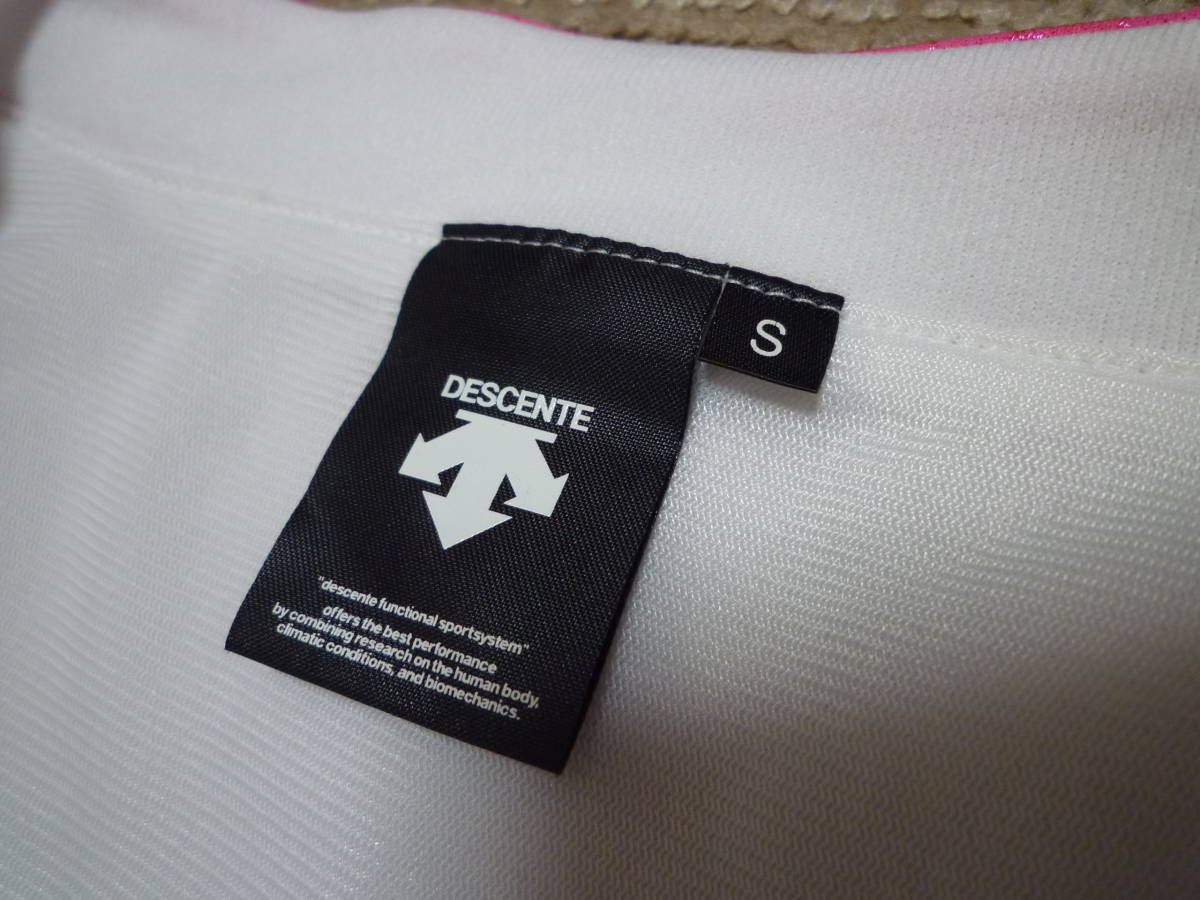 S
DESCENTE
"descente functional sportsystem"
offers the best performance
by combining research on the human body,
climatic conditions, and biomechanics.